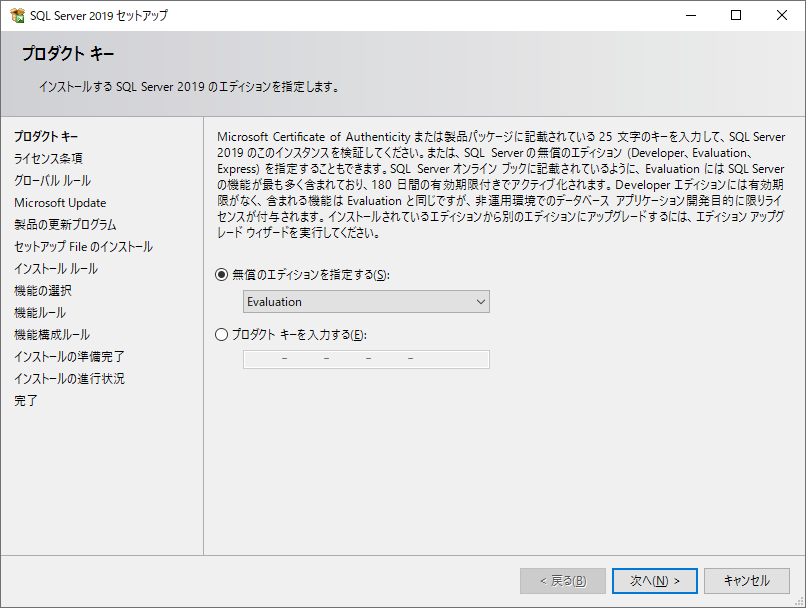 SQL Server 2019 セットアップ
プロダクト キー
インストールする SQL Server 2019 のエディションを指定します。
プロダクト キー
ライセンス条項
グローバル ルール
Microsoft Update
製品の更新プログラム
セットアップ File のインストール
インストール ルール
機能の選択
機能ルール
機能構成ルール
インストールの準備完了
インストールの進行状況
完了
Microsoft Certificate of Authenticity または製品パッケージに記載されている 25 文字のキーを入力して、SQL Server
2019 のこのインスタンスを検証してください。または、SQL Server の無償のエディション (Developer、Evaluation、
Express) を指定することもできます。SQL Server オンライン ブックに記載されているように、Evaluation には SQL Server
の機能が最も多く含まれており、180 日間の有効期限付きでアクティブ化されます。Developer エディションには有効期
限がなく、含まれる機能は Evaluation と同じですが、非運用環境でのデータベース アプリケーション開発目的に限りライ
センスが付与されます。インストールされているエディションから別のエディションにアップグレードするには、エディション アップグ
レード ウィザードを実行してください。
無償のエディションを指定する(S):
Evaluation
プロダクト キーを入力する(E):
– – – –
< 戻る(B)
次へ(N) >
キャンセル